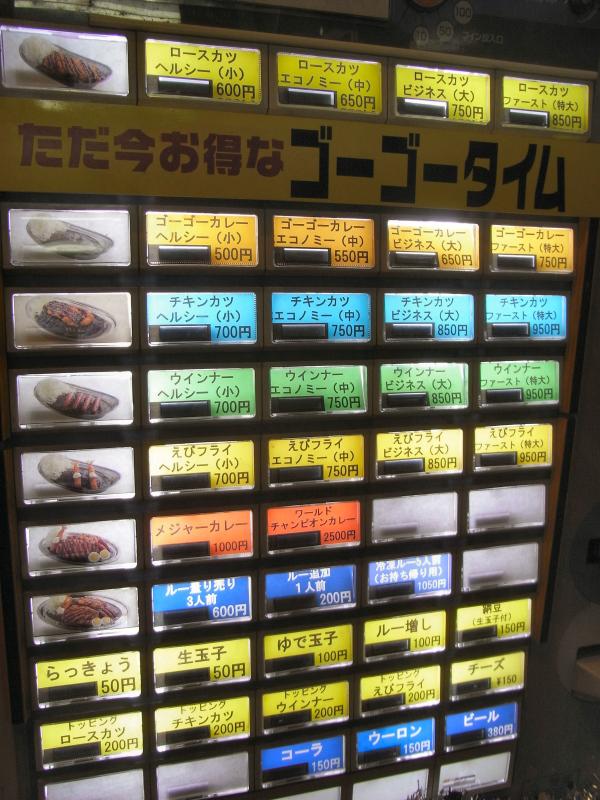 100
10 50 コイン投入口
ロースカツ
ヘルシー（小）
600円
ロースカツ
エコノミー（中）
650円
ロースカツ
ビジネス（大）
750円
ロースカツ
ファースト（特大）
850円
ただ今お得なゴーゴータイム
ゴーゴーカレー
ヘルシー（小）
500円
ゴーゴーカレー
エコノミー（中）
550円
ゴーゴーカレー
ビジネス（大）
650円
ゴーゴーカレー
ファースト（特大）
750円
チキンカツ
ヘルシー（小）
700円
チキンカツ
エコノミー（中）
750円
チキンカツ
ビジネス（大）
850円
チキンカツ
ファースト（特大）
950円
ウインナー
ヘルシー（小）
700円
ウインナー
エコノミー（中）
750円
ウインナー
ビジネス（大）
850円
ウインナー
ファースト（特大）
950円
えびフライ
ヘルシー（小）
700円
えびフライ
エコノミー（中）
750円
えびフライ
ビジネス（大）
850円
えびフライ
ファースト（特大）
950円
メジャーカレー
1000円
ワールド
チャンピオンカレー
2500円
ルー量り売り
3人前
600円
ルー追加
1人前
200円
冷凍ルー5人前
（お持ち帰り用）
1050円
らっきょう
50円
生玉子
50円
ゆで玉子
100円
ルー増し
100円
納豆
（生玉子付）
150円
トッピング
ロースカツ
200円
トッピング
チキンカツ
200円
トッピング
ウインナー
200円
トッピング
えびフライ
200円
チーズ
¥150
コーラ
150円
ウーロン
150円
ビール
380円